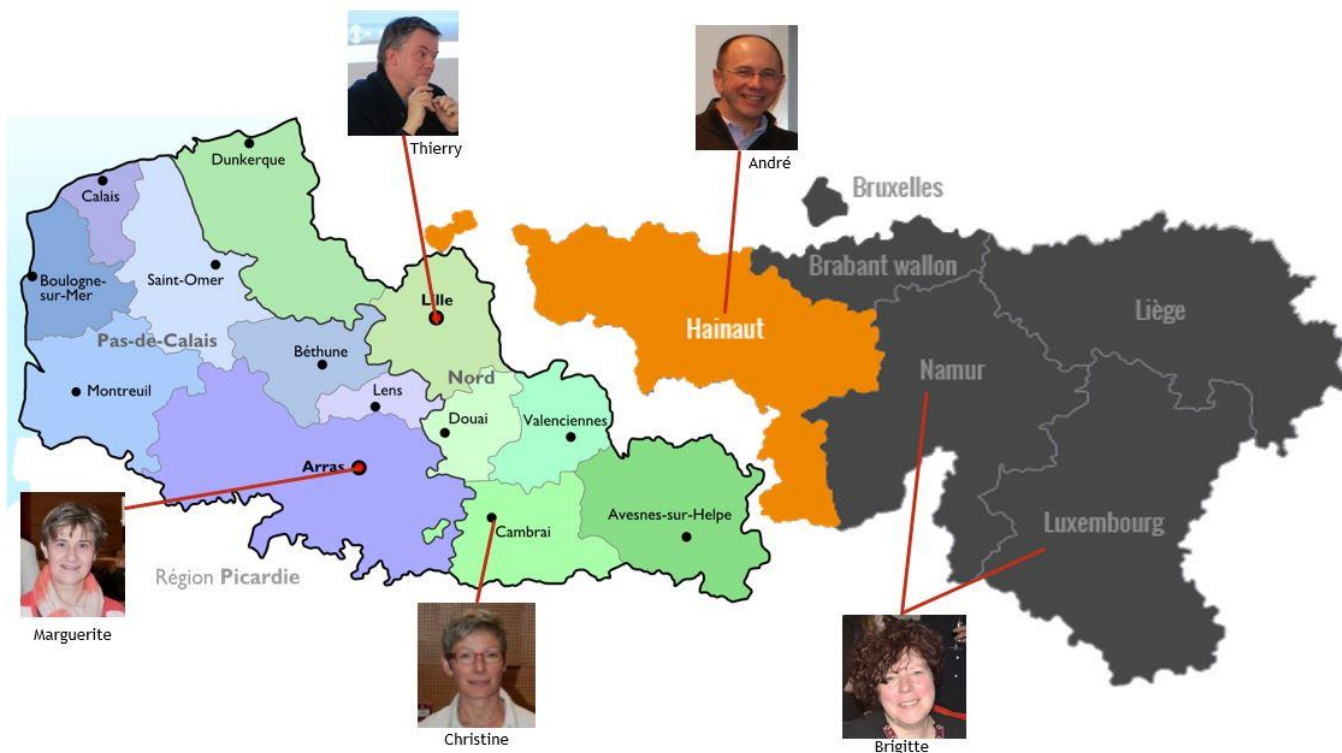 Thierry
André
Dunkerque
Calais
Bruxelles
Boulogne-
sur-Mer
Saint-Omer
Brabant wallon
Lille
Hainaut
Liège
Pas-de-Calais
Béthune
Nord
Namur
Montreuil
Lens
Douai
Valenciennes
Arras
Cambrai
Avesnes-sur-Helpe
Luxembourg
Région Picardie
Marguerite
Christine
Brigitte